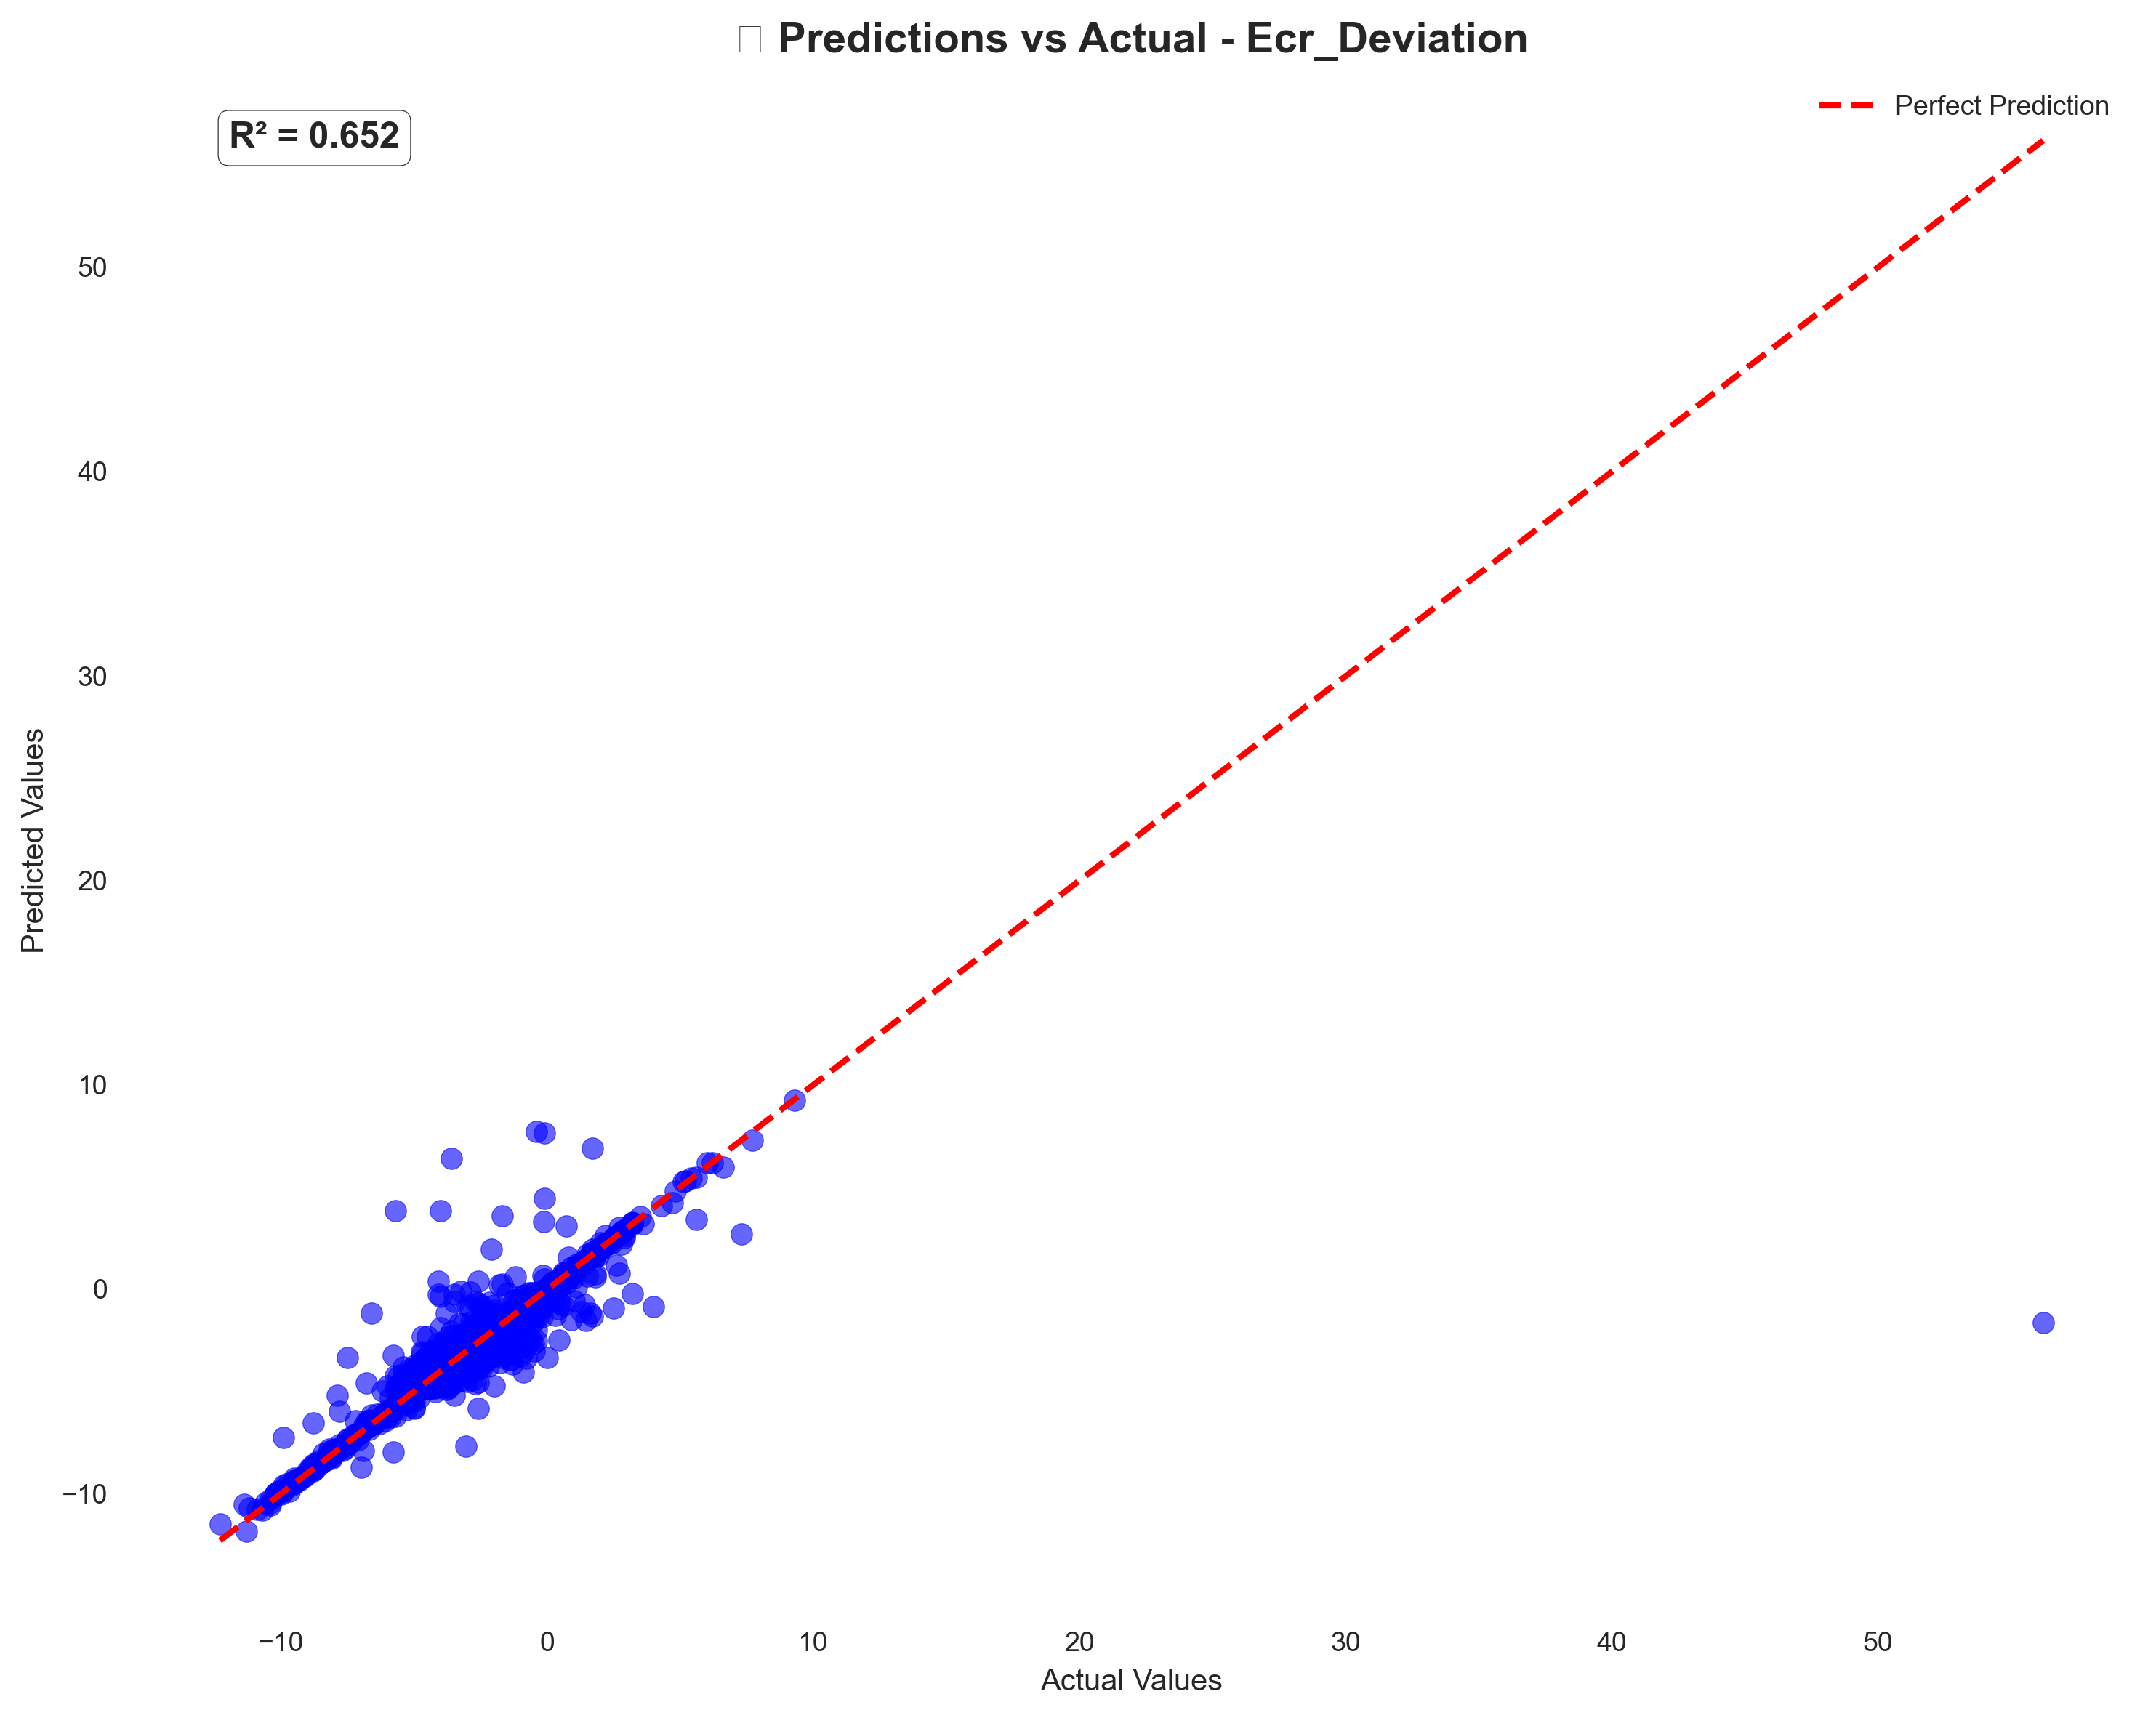 Predictions vs Actual - Ecr_Deviation
R² = 0.652
Perfect Prediction
50
40
30
20
10
0
−10
Predicted Values
−10 0 10 20 30 40 50
Actual Values